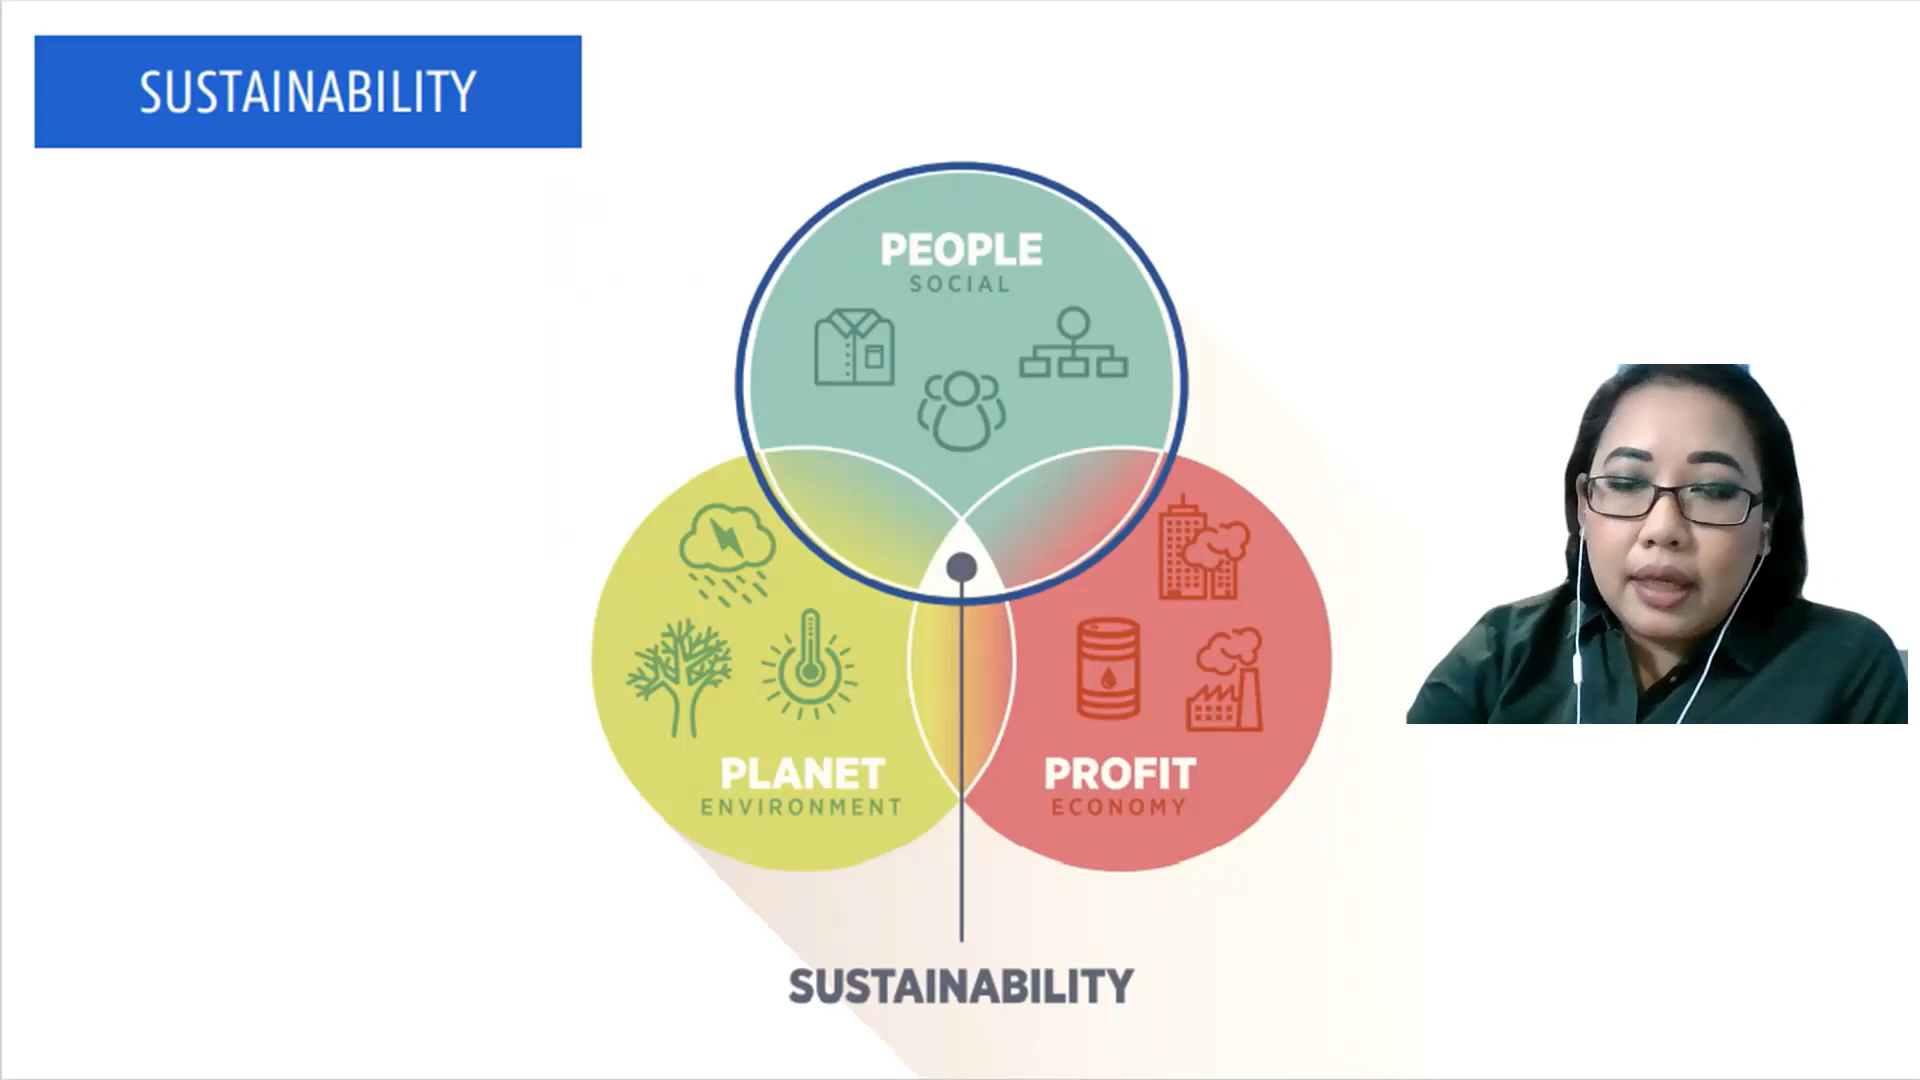 SUSTAINABILITY
PEOPLE
SOCIAL
PLANET
ENVIRONMENT
PROFIT
ECONOMY
SUSTAINABILITY